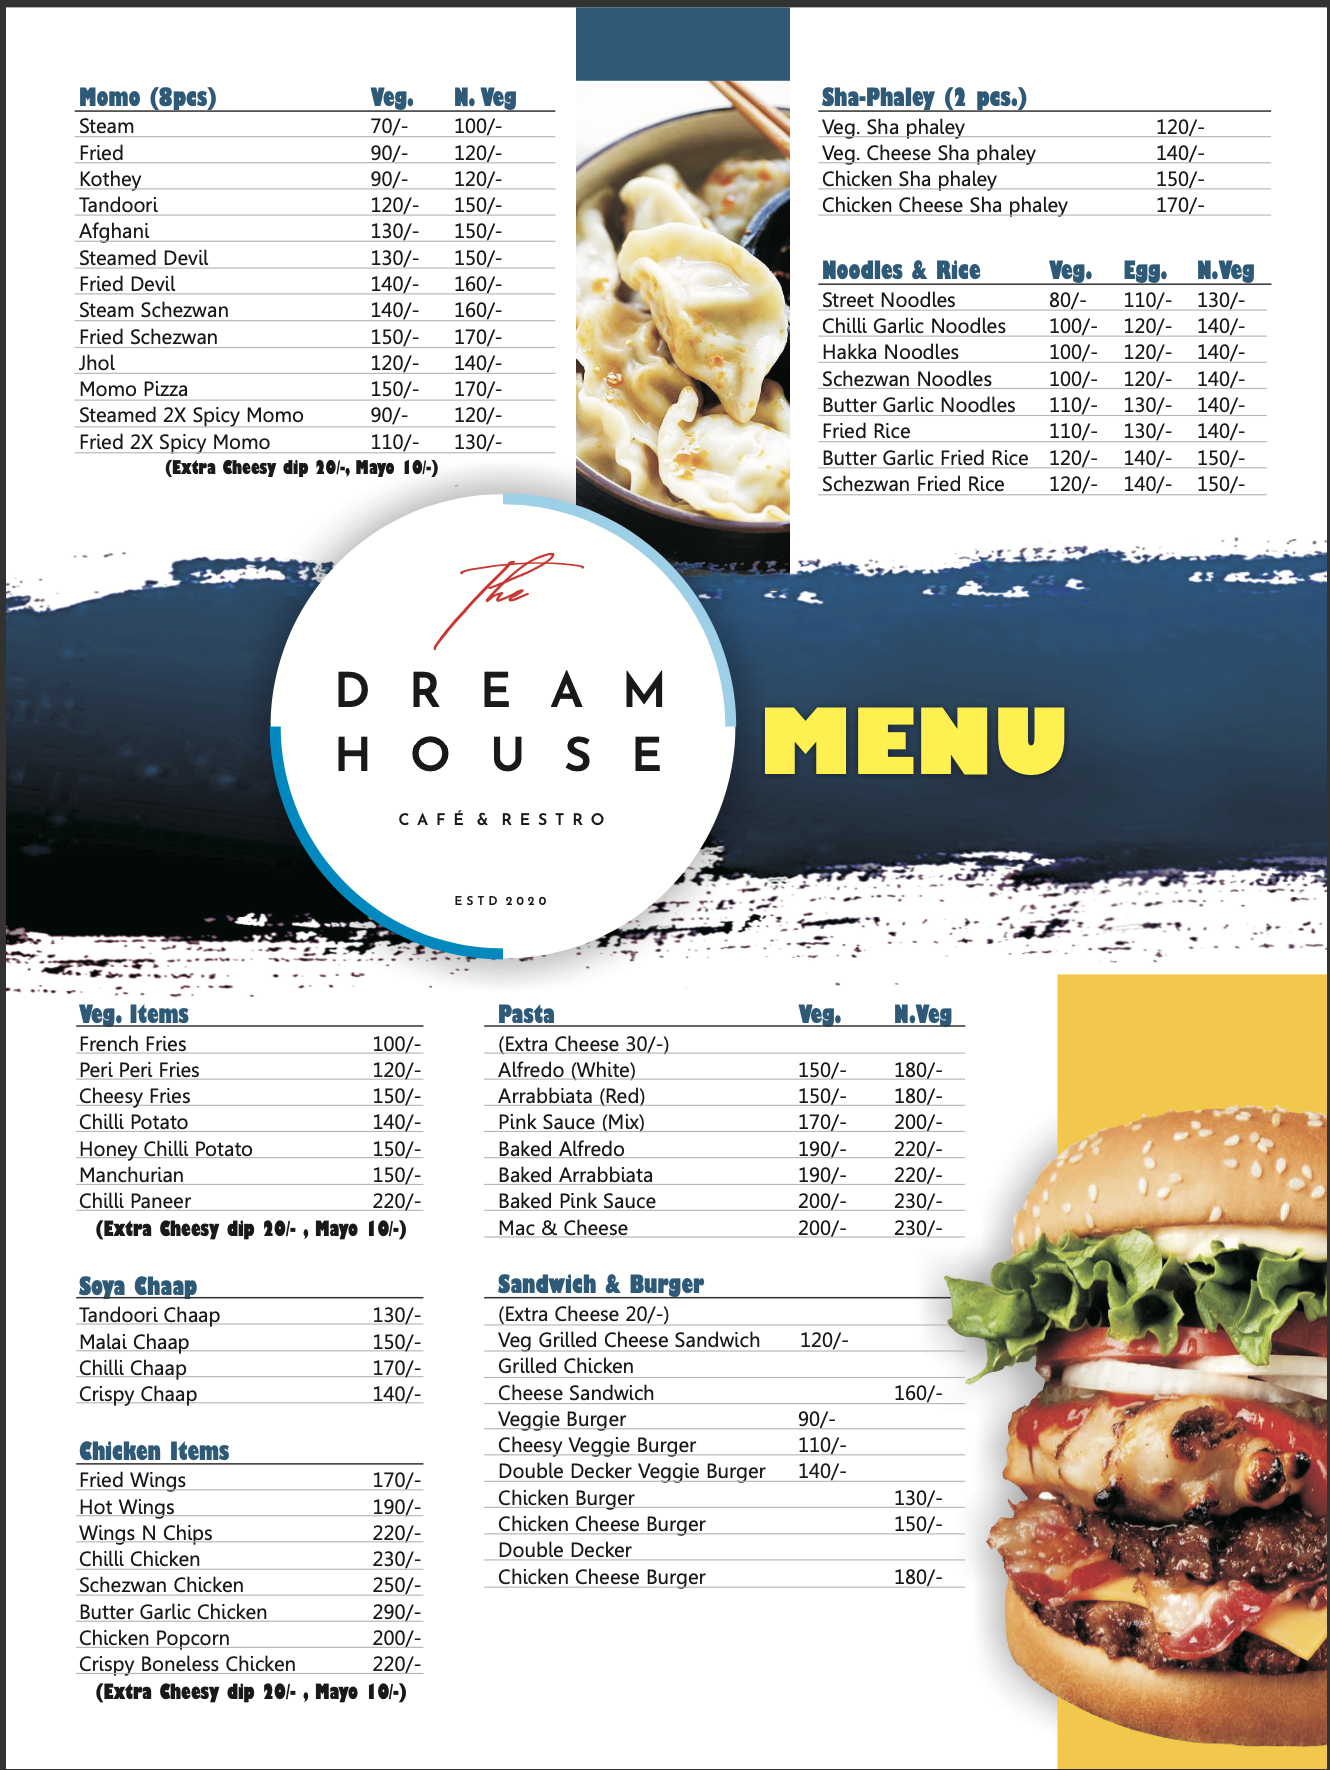 Momo (8pcs) Veg. N. Veg
Steam 70/- 100/-
Fried 90/- 120/-
Kothey 90/- 120/-
Tandoori 120/- 150/-
Afghani 130/- 150/-
Steamed Devil 130/- 150/-
Fried Devil 140/- 160/-
Steam Schezwan 140/- 160/-
Fried Schezwan 150/- 170/-
Jhol 120/- 140/-
Momo Pizza 150/- 170/-
Steamed 2X Spicy Momo 90/- 120/-
Fried 2X Spicy Momo 110/- 130/-
(Extra Cheesy dip 20/-, Mayo 10/-)
Sha-Phaley (2 pcs.)
Veg. Sha phaley 120/-
Veg. Cheese Sha phaley 140/-
Chicken Sha phaley 150/-
Chicken Cheese Sha phaley 170/-
Noodles & Rice Veg. Egg. N.Veg
Street Noodles 80/- 110/- 130/-
Chilli Garlic Noodles 100/- 120/- 140/-
Hakka Noodles 100/- 120/- 140/-
Schezwan Noodles 100/- 120/- 140/-
Butter Garlic Noodles 110/- 130/- 140/-
Fried Rice 110/- 130/- 140/-
Butter Garlic Fried Rice 120/- 140/- 150/-
Schezwan Fried Rice 120/- 140/- 150/-
The
DREAM
HOUSE
CAFÉ & RESTRO
ESTD 2020
MENU
Veg. Items
French Fries 100/-
Peri Peri Fries 120/-
Cheesy Fries 150/-
Chilli Potato 140/-
Honey Chilli Potato 150/-
Manchurian 150/-
Chilli Paneer 220/-
(Extra Cheesy dip 20/- , Mayo 10/-)
Soya Chaap
Tandoori Chaap 130/-
Malai Chaap 150/-
Chilli Chaap 170/-
Crispy Chaap 140/-
Chicken Items
Fried Wings 170/-
Hot Wings 190/-
Wings N Chips 220/-
Chilli Chicken 230/-
Schezwan Chicken 250/-
Butter Garlic Chicken 290/-
Chicken Popcorn 200/-
Crispy Boneless Chicken 220/-
(Extra Cheesy dip 20/- , Mayo 10/-)
Pasta Veg. N.Veg
(Extra Cheese 30/-)
Alfredo (White) 150/- 180/-
Arrabbiata (Red) 150/- 180/-
Pink Sauce (Mix) 170/- 200/-
Baked Alfredo 190/- 220/-
Baked Arrabbiata 190/- 220/-
Baked Pink Sauce 200/- 230/-
Mac & Cheese 200/- 230/-
Sandwich & Burger
(Extra Cheese 20/-)
Veg Grilled Cheese Sandwich 120/-
Grilled Chicken
Cheese Sandwich 160/-
Veggie Burger 90/-
Cheesy Veggie Burger 110/-
Double Decker Veggie Burger 140/-
Chicken Burger 130/-
Chicken Cheese Burger 150/-
Double Decker
Chicken Cheese Burger 180/-